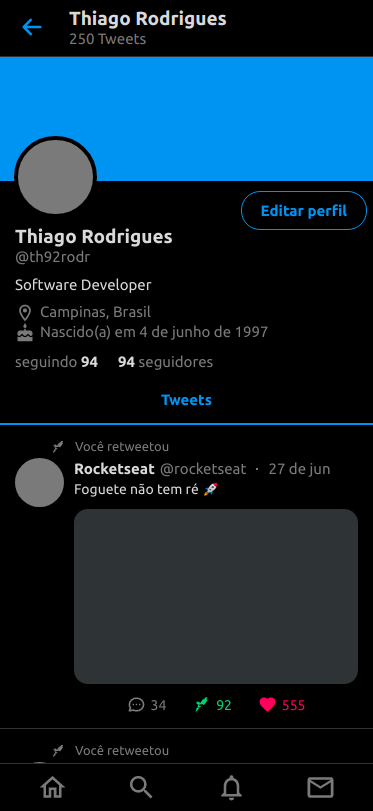 Thiago Rodrigues
250 Tweets
Editar perfil
Thiago Rodrigues
@th92rodr
Software Developer
Campinas, Brasil
Nascido(a) em 4 de junho de 1997
seguindo 94 94 seguidores
Tweets
Você retweetou
Rocketseat @rocketseat · 27 de jun
Foguete não tem ré 🚀
34 92 555
Você retweetou